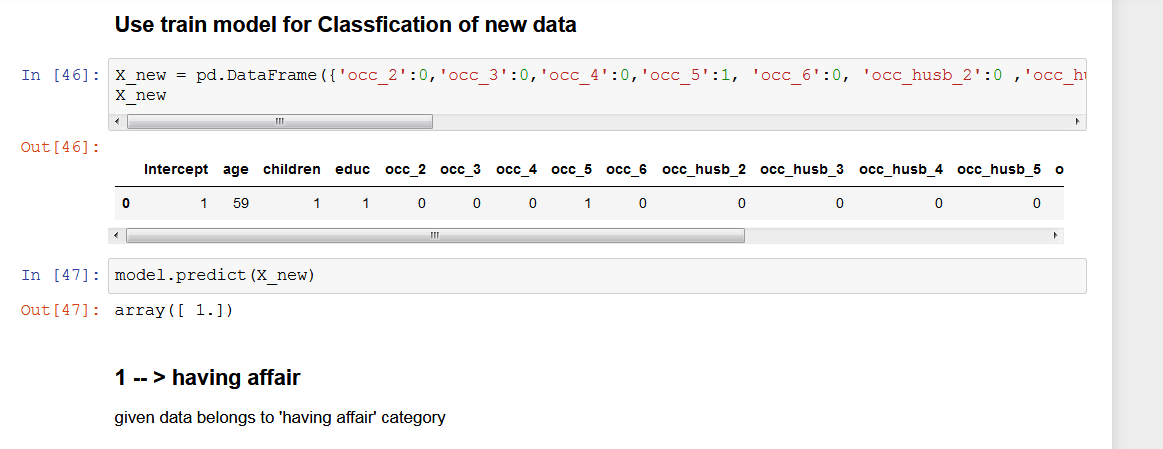 Use train model for Classfication of new data
In [46]: X_new = pd.DataFrame({'occ_2':0,'occ_3':0,'occ_4':0,'occ_5':1, 'occ_6':0, 'occ_husb_2':0 ,'occ_hu
X_new
Out[46]:
Intercept age children educ occ_2 occ_3 occ_4 occ_5 occ_6 occ_husb_2 occ_husb_3 occ_husb_4 occ_husb_5 o
0 1 59 1 1 0 0 0 1 0 0 0 0 0
In [47]: model.predict(X_new)
Out[47]: array([ 1.])
1 -- > having affair
given data belongs to 'having affair' category